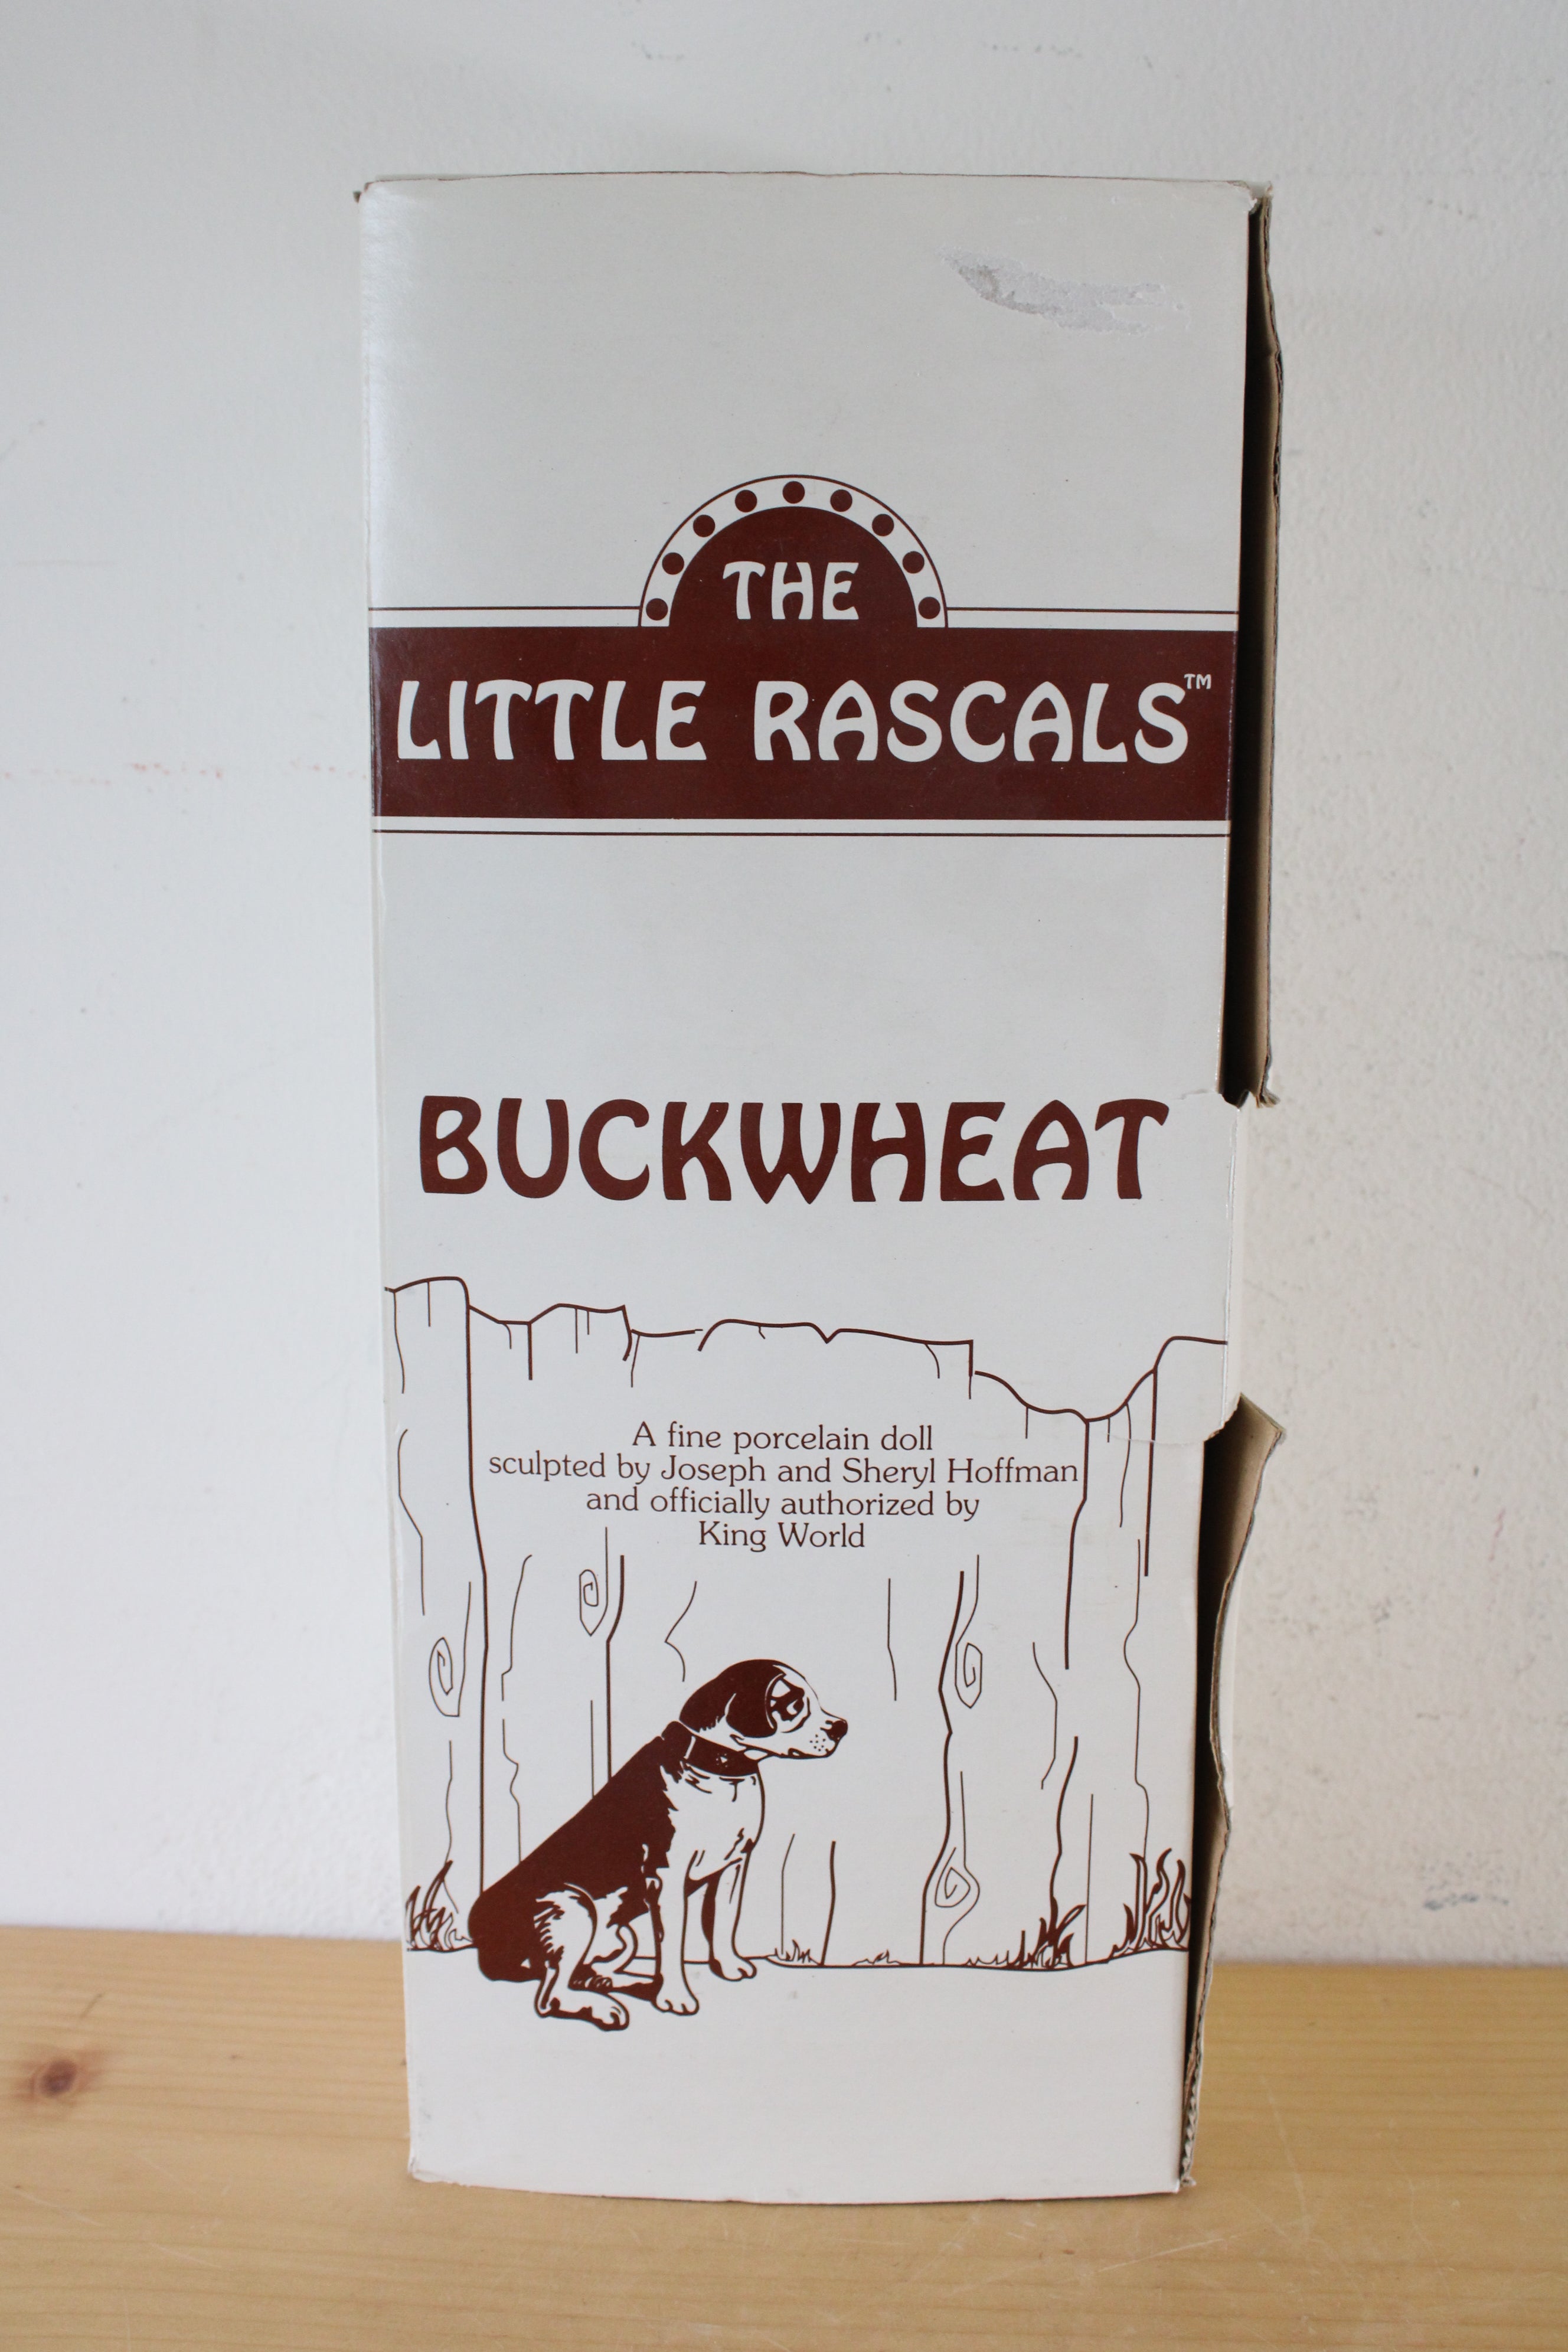 THE
LITTLE RASCALS™
BUCKWHEAT
A fine porcelain doll
sculpted by Joseph and Sheryl Hoffman
and officially authorized by
King World